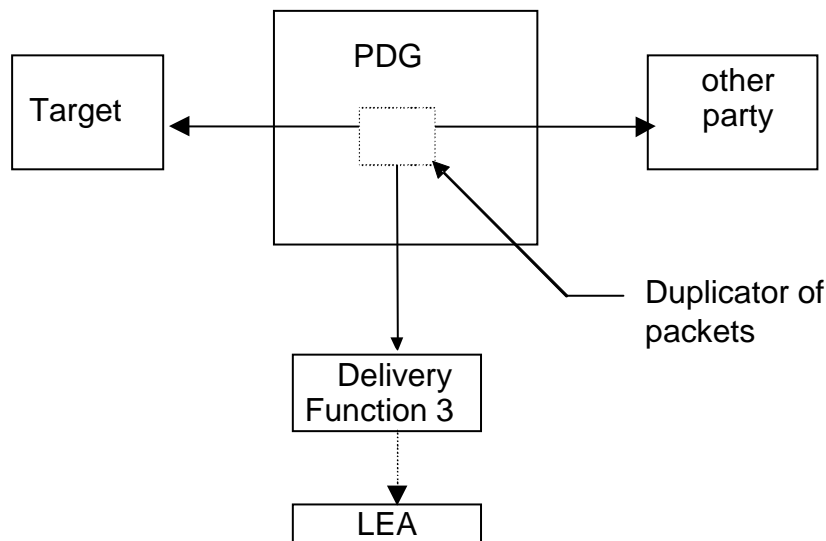 PDG
Target
other
party
Duplicator of
packets
Delivery
Function 3
LEA